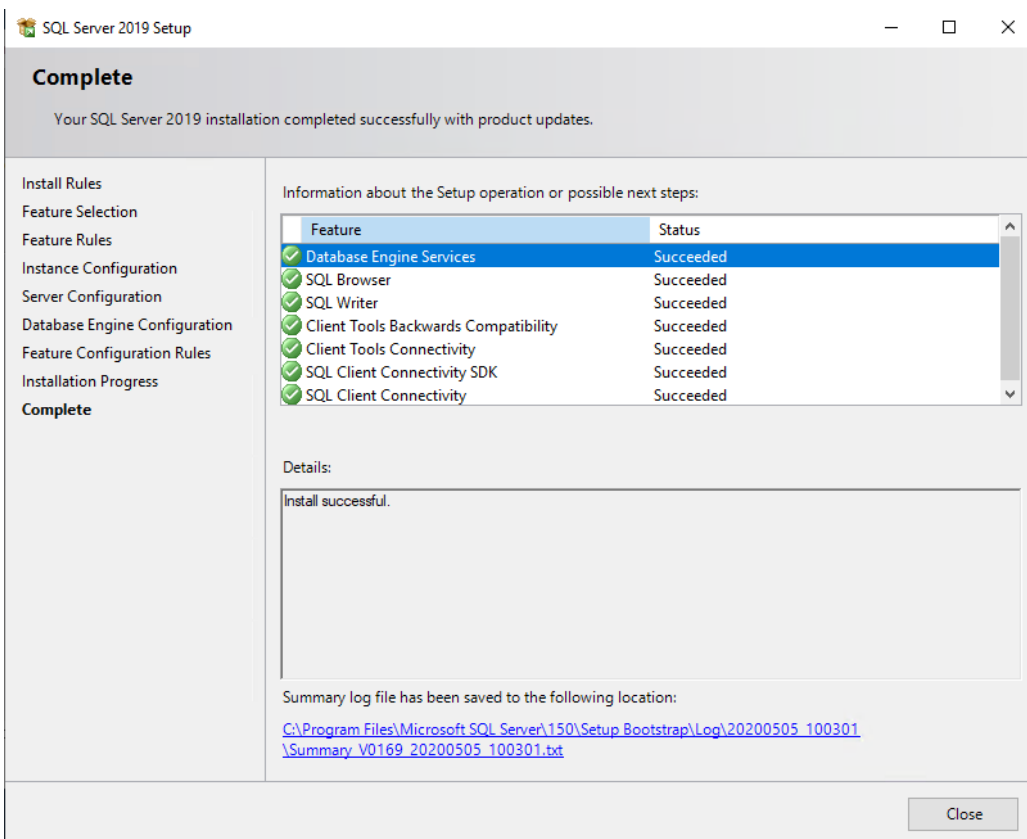 SQL Server 2019 Setup
Complete
Your SQL Server 2019 installation completed successfully with product updates.
Install Rules
Feature Selection
Feature Rules
Instance Configuration
Server Configuration
Database Engine Configuration
Feature Configuration Rules
Installation Progress
Complete
Information about the Setup operation or possible next steps:
Feature Status
Database Engine Services Succeeded
SQL Browser Succeeded
SQL Writer Succeeded
Client Tools Backwards Compatibility Succeeded
Client Tools Connectivity Succeeded
SQL Client Connectivity SDK Succeeded
SQL Client Connectivity Succeeded
Details:
Install successful.
Summary log file has been saved to the following location:
C:\Program Files\Microsoft SQL Server\150\Setup Bootstrap\Log\20200505_100301
\Summary_V0169_20200505_100301.txt
Close